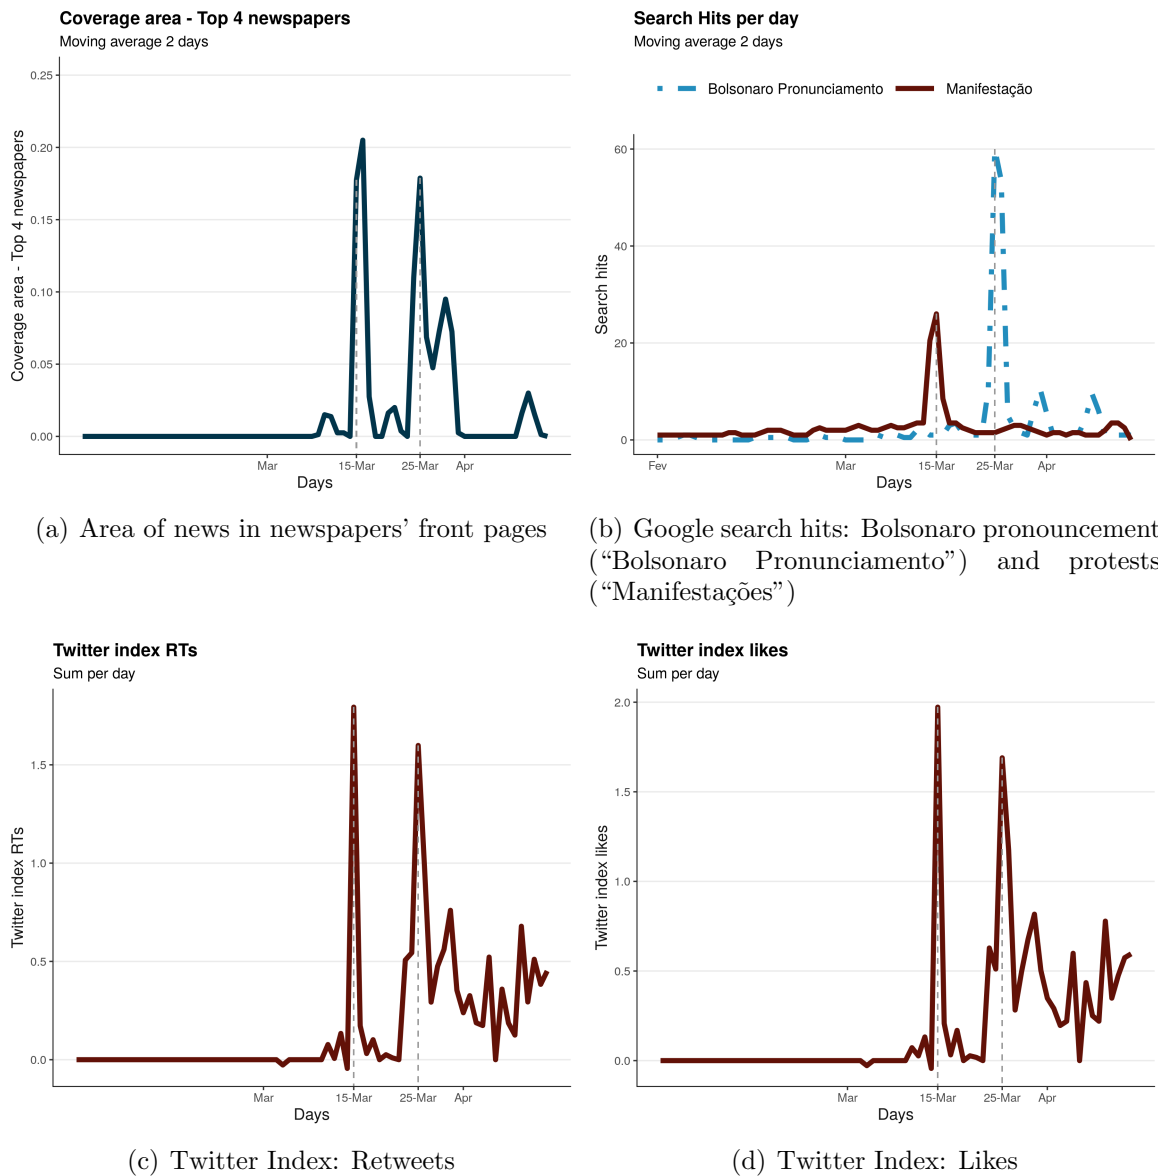 Coverage area - Top 4 newspapers
Moving average 2 days
0.25
0.20
0.15
0.10
0.05
0.00
Coverage area - Top 4 newspapers
Mar
15-Mar
25-Mar
Apr
Days
(a) Area of news in newspapers’ front pages
Search Hits per day
Moving average 2 days
Bolsonaro Pronunciamento
Manifestação
60
40
20
0
Search hits
Fev
Mar
15-Mar
25-Mar
Apr
Days
(b) Google search hits: Bolsonaro pronouncement
(“Bolsonaro Pronunciamento”) and protests
(“Manifestações”)
Twitter index RTs
Sum per day
1.5
1.0
0.5
0.0
Twitter index RTs
Mar
15-Mar
25-Mar
Apr
Days
(c) Twitter Index: Retweets
Twitter index likes
Sum per day
2.0
1.5
1.0
0.5
0.0
Twitter index likes
Mar
15-Mar
25-Mar
Apr
Days
(d) Twitter Index: Likes